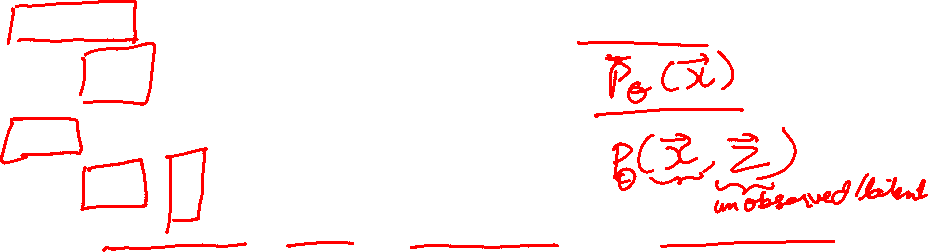 P_θ(x⃗)
P_θ(x⃗, z⃗)
unobserved/latent